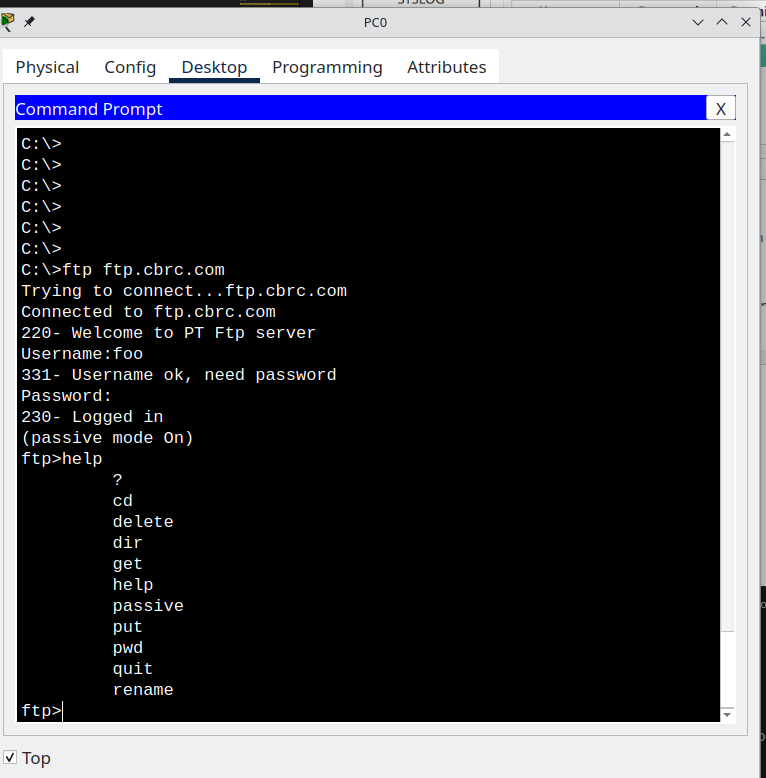 SYSLOG
PC0
Physical Config Desktop Programming Attributes
Command Prompt
X
C:\>
C:\>
C:\>
C:\>
C:\>
C:\>
C:\>ftp ftp.cbrc.com
Trying to connect...ftp.cbrc.com
Connected to ftp.cbrc.com
220- Welcome to PT Ftp server
Username:foo
331- Username ok, need password
Password:
230- Logged in
(passive mode On)
ftp>help
?
cd
delete
dir
get
help
passive
put
pwd
quit
rename
ftp>
Top